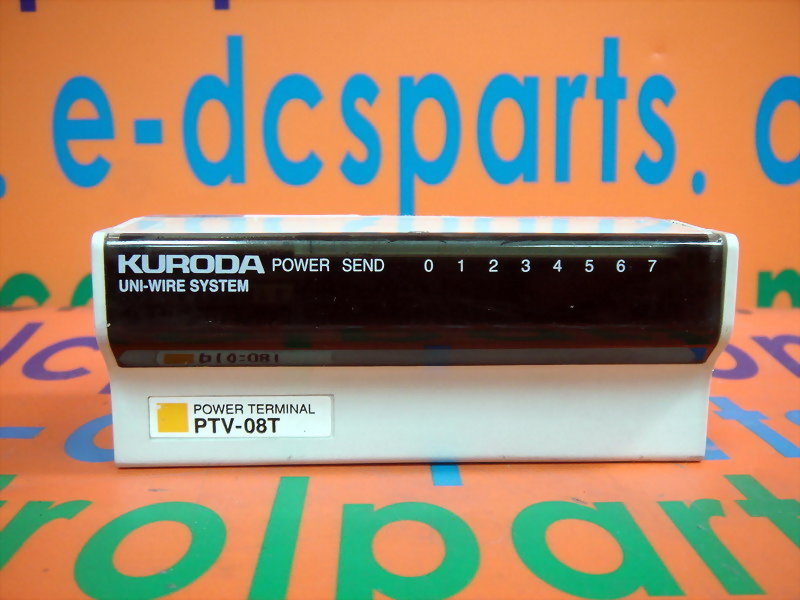 e-dcsparts.
KURODA POWER SEND 0 1 2 3 4 5 6 7
UNI-WIRE SYSTEM
POWER TERMINAL
PTV-08T
rolpart